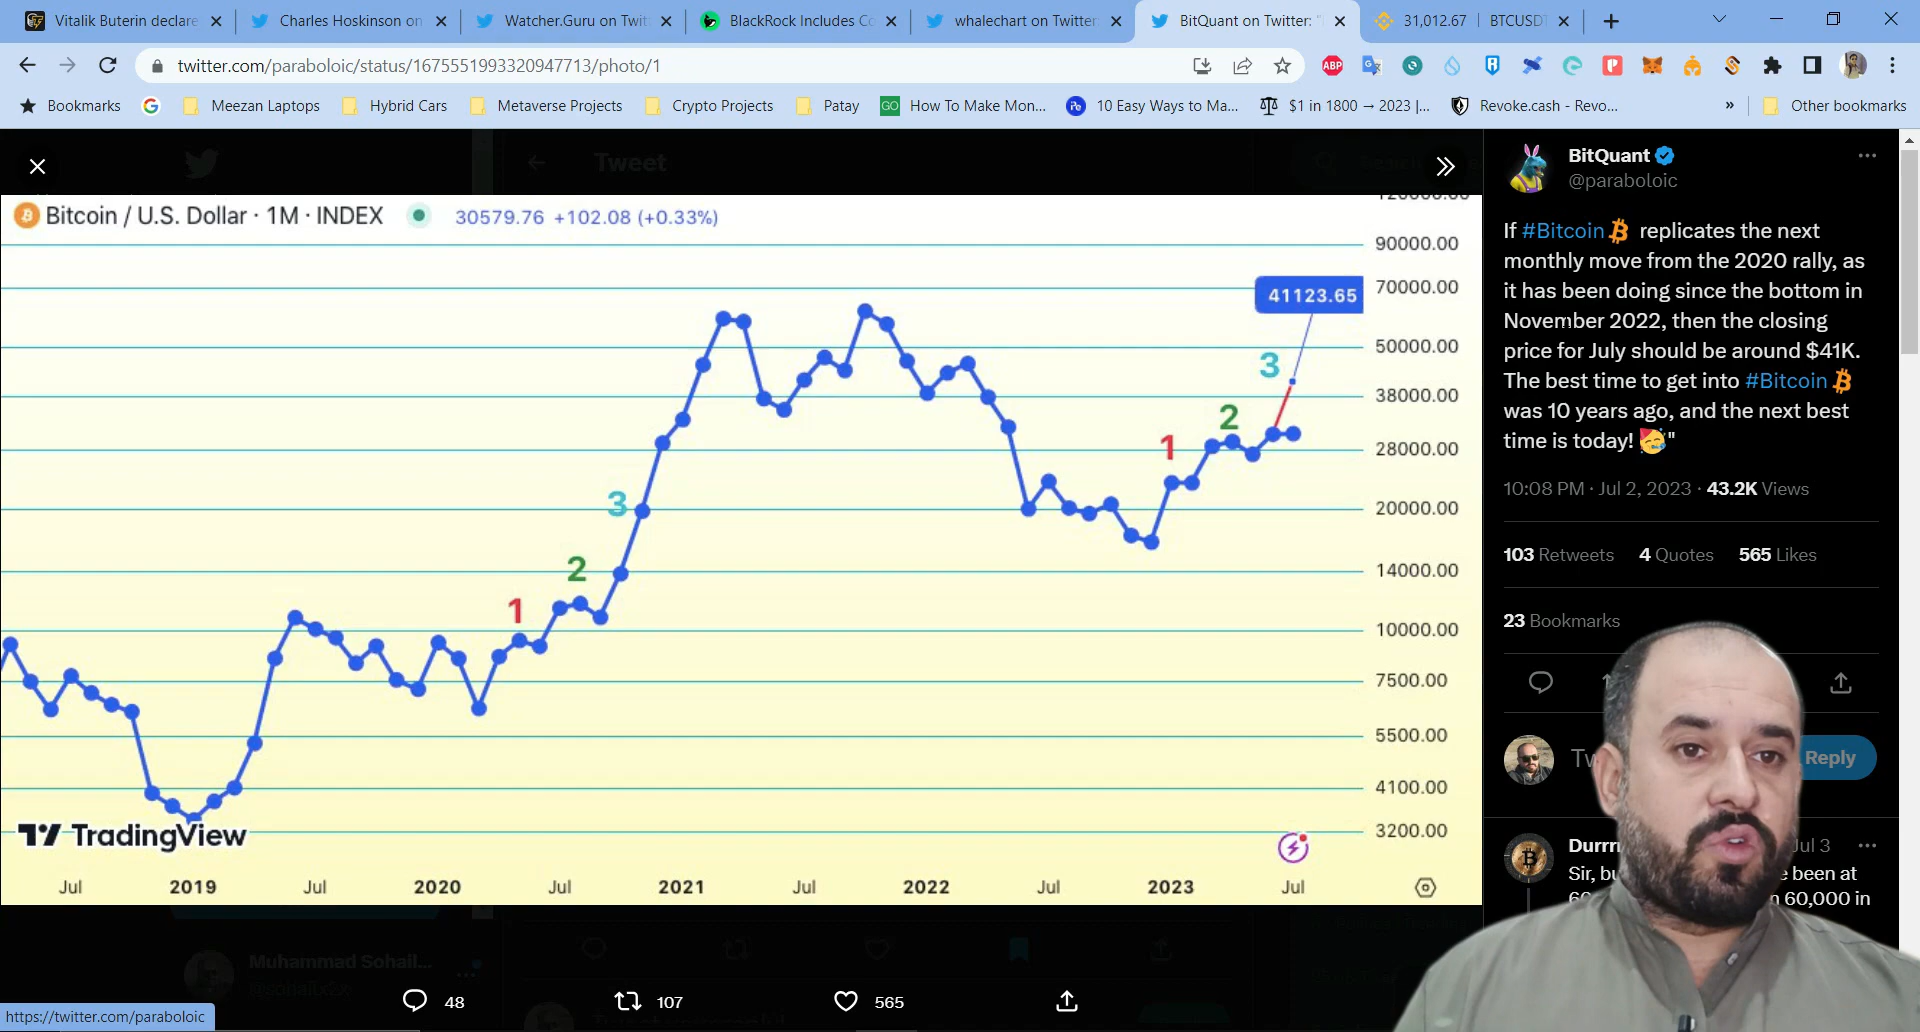 Vitalik Buterin declare
Charles Hoskinson on
Watcher.Guru on Twit
BlackRock Includes Co
whalechart on Twitter
BitQuant on Twitter: "
31,012.67 | BTCUSDT
twitter.com/paraboloic/status/1675551993320947713/photo/1
ABP
Bookmarks
Meezan Laptops
Hybrid Cars
Metaverse Projects
Crypto Projects
Patay
GO How To Make Mon...
10 Easy Ways to Ma...
$1 in 1800 → 2023 |...
Revoke.cash - Revo...
»
Other bookmarks
Tweet
Bitcoin / U.S. Dollar · 1M · INDEX
30579.76 +102.08 (+0.33%)
120000.00
90000.00
70000.00
50000.00
38000.00
28000.00
20000.00
14000.00
10000.00
7500.00
5500.00
4100.00
3200.00
41123.65
3
2
1
3
2
1
TradingView
Jul
2019
Jul
2020
Jul
2021
Jul
2022
Jul
2023
Jul
BitQuant
@paraboloic
If #Bitcoin replicates the next
monthly move from the 2020 rally, as
it has been doing since the bottom in
November 2022, then the closing
price for July should be around $41K.
The best time to get into #Bitcoin
was 10 years ago, and the next best
time is today! 🥳"
10:08 PM · Jul 2, 2023 · 43.2K Views
103 Retweets 4 Quotes 565 Likes
23 Bookmarks
Reply
Jul 3
been at
60,000 in
Muhammad Sohail...
48
107
565
https://twitter.com/paraboloic